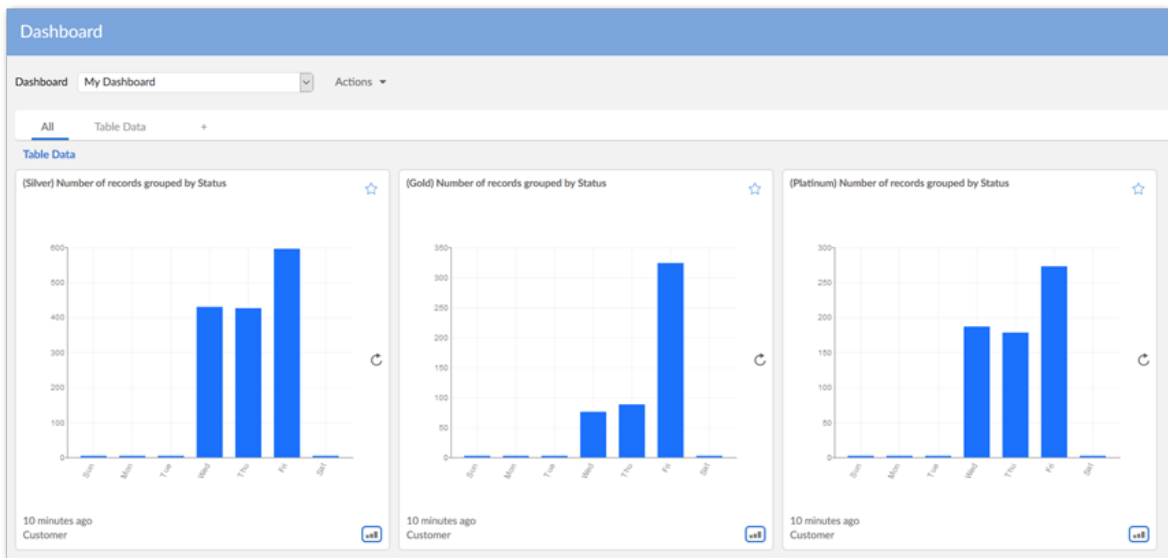 Dashboard
Dashboard My Dashboard Actions
All Table Data +
Table Data
(Silver) Number of records grouped by Status
600
500
400
300
200
100
0
Sun Mon Tue Wed Thu Fri Sat
10 minutes ago
Customer
(Gold) Number of records grouped by Status
350
300
250
200
150
100
50
0
Sun Mon Tue Wed Thu Fri Sat
10 minutes ago
Customer
(Platinum) Number of records grouped by Status
300
250
200
150
100
50
0
Sun Mon Tue Wed Thu Fri Sat
10 minutes ago
Customer